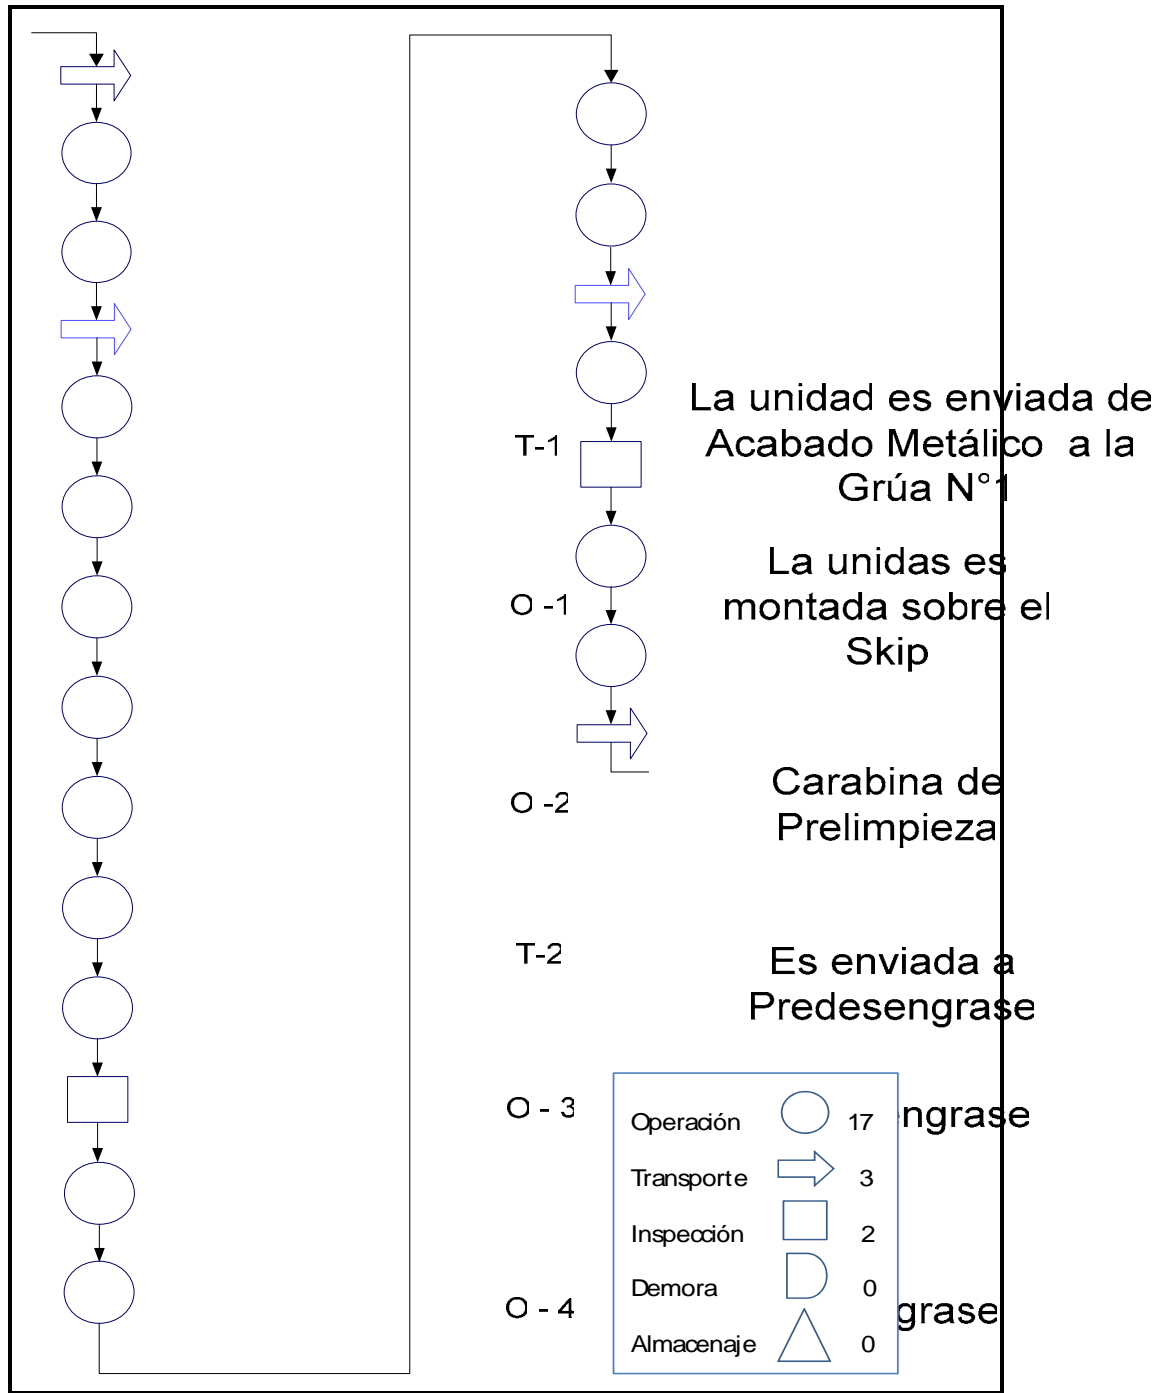 T-1
La unidad es enviada de
Acabado Metálico a la
Grúa N°1
O -1
La unidas es
montada sobre el
Skip
O -2
Carabina de
Prelimpieza
T-2
Es enviada a
Predesengrase
O - 3
ngrase
O - 4
grase
Operación 17
Transporte 3
Inspección 2
Demora 0
Almacenaje 0